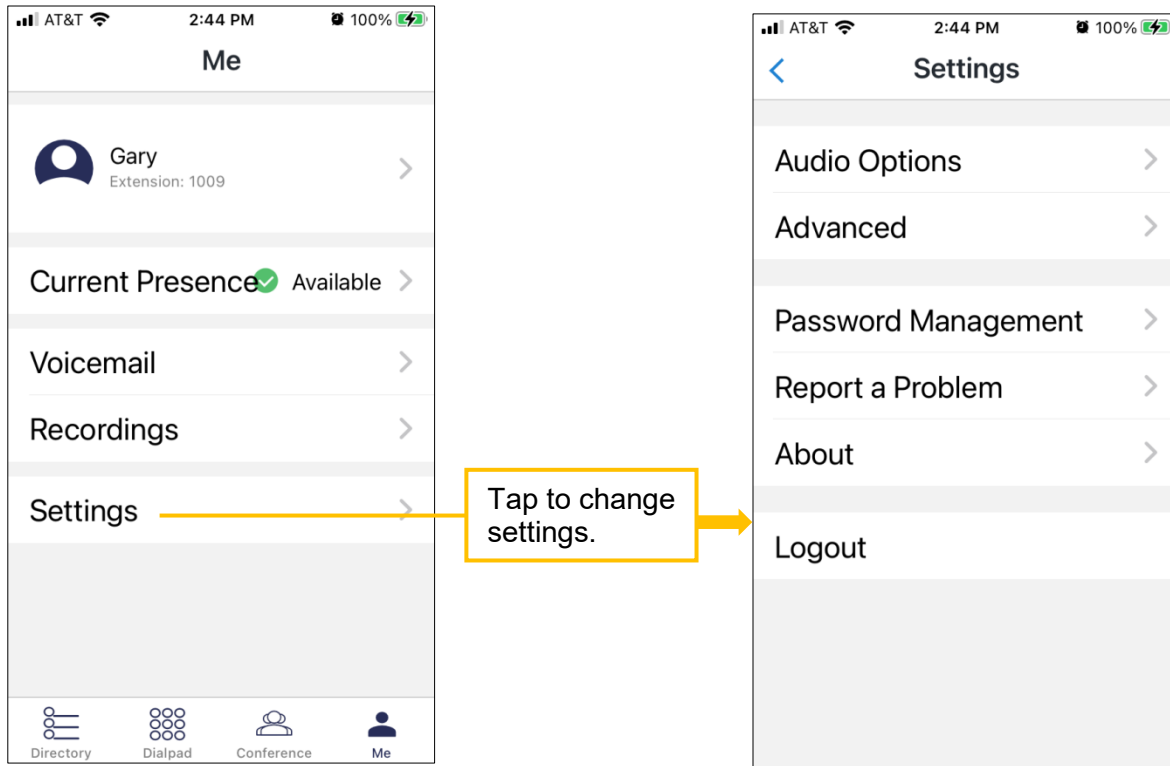 AT&T 2:44 PM 100%
Me
Gary
Extension: 1009
Current Presence Available
Voicemail
Recordings
Settings
Directory Dialpad Conference Me
Tap to change
settings.
AT&T 2:44 PM 100%
Settings
Audio Options
Advanced
Password Management
Report a Problem
About
Logout